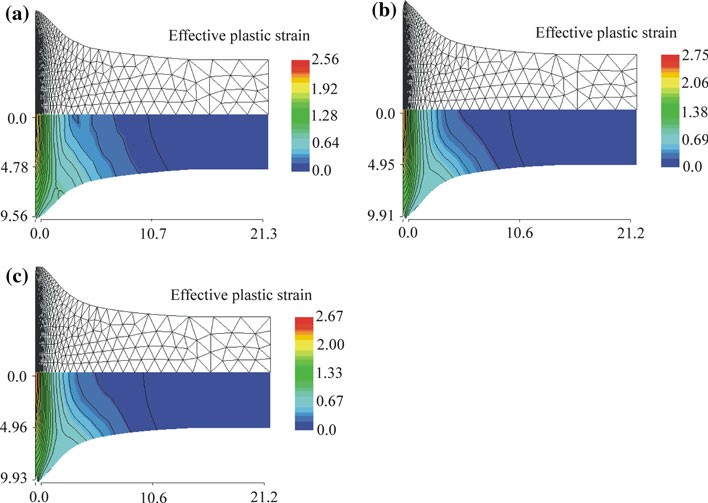 (a)
Effective plastic strain
2.56
1.92
1.28
0.64
0.0
0.0
4.78
9.56
0.0 10.7 21.3
(b)
Effective plastic strain
2.75
2.06
1.38
0.69
0.0
0.0
4.95
9.91
0.0 10.6 21.2
(c)
Effective plastic strain
2.67
2.00
1.33
0.67
0.0
0.0
4.96
9.93
0.0 10.6 21.2